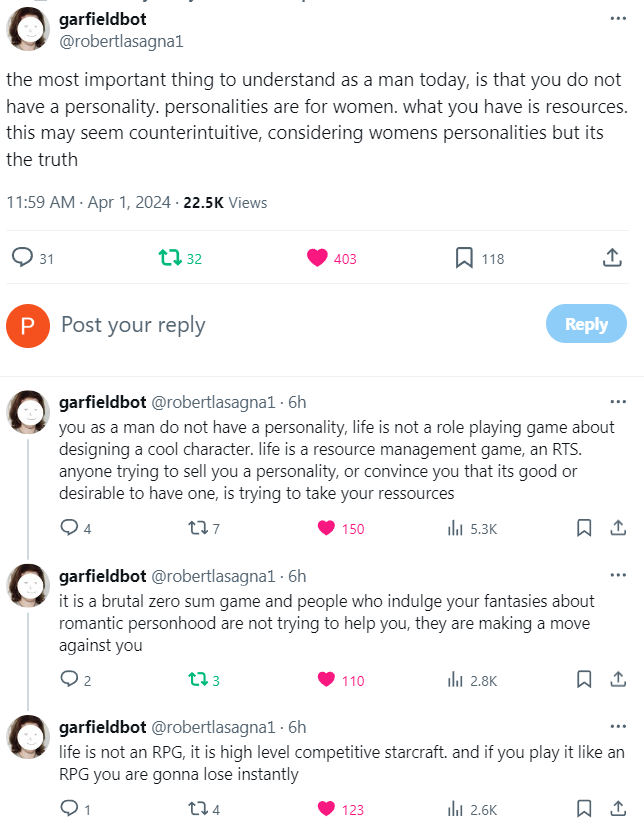 garfieldbot
@robertlasagna1
the most important thing to understand as a man today, is that you do not
have a personality. personalities are for women. what you have is resources.
this may seem counterintuitive, considering womens personalities but its
the truth
11:59 AM · Apr 1, 2024 · 22.5K Views
31 32 403 118
P Post your reply Reply
garfieldbot @robertlasagna1 · 6h
you as a man do not have a personality, life is not a role playing game about
designing a cool character. life is a resource management game, an RTS.
anyone trying to sell you a personality, or convince you that its good or
desirable to have one, is trying to take your ressources
4 7 150 5.3K
garfieldbot @robertlasagna1 · 6h
it is a brutal zero sum game and people who indulge your fantasies about
romantic personhood are not trying to help you, they are making a move
against you
2 3 110 2.8K
garfieldbot @robertlasagna1 · 6h
life is not an RPG, it is high level competitive starcraft. and if you play it like an
RPG you are gonna lose instantly
1 4 123 2.6K